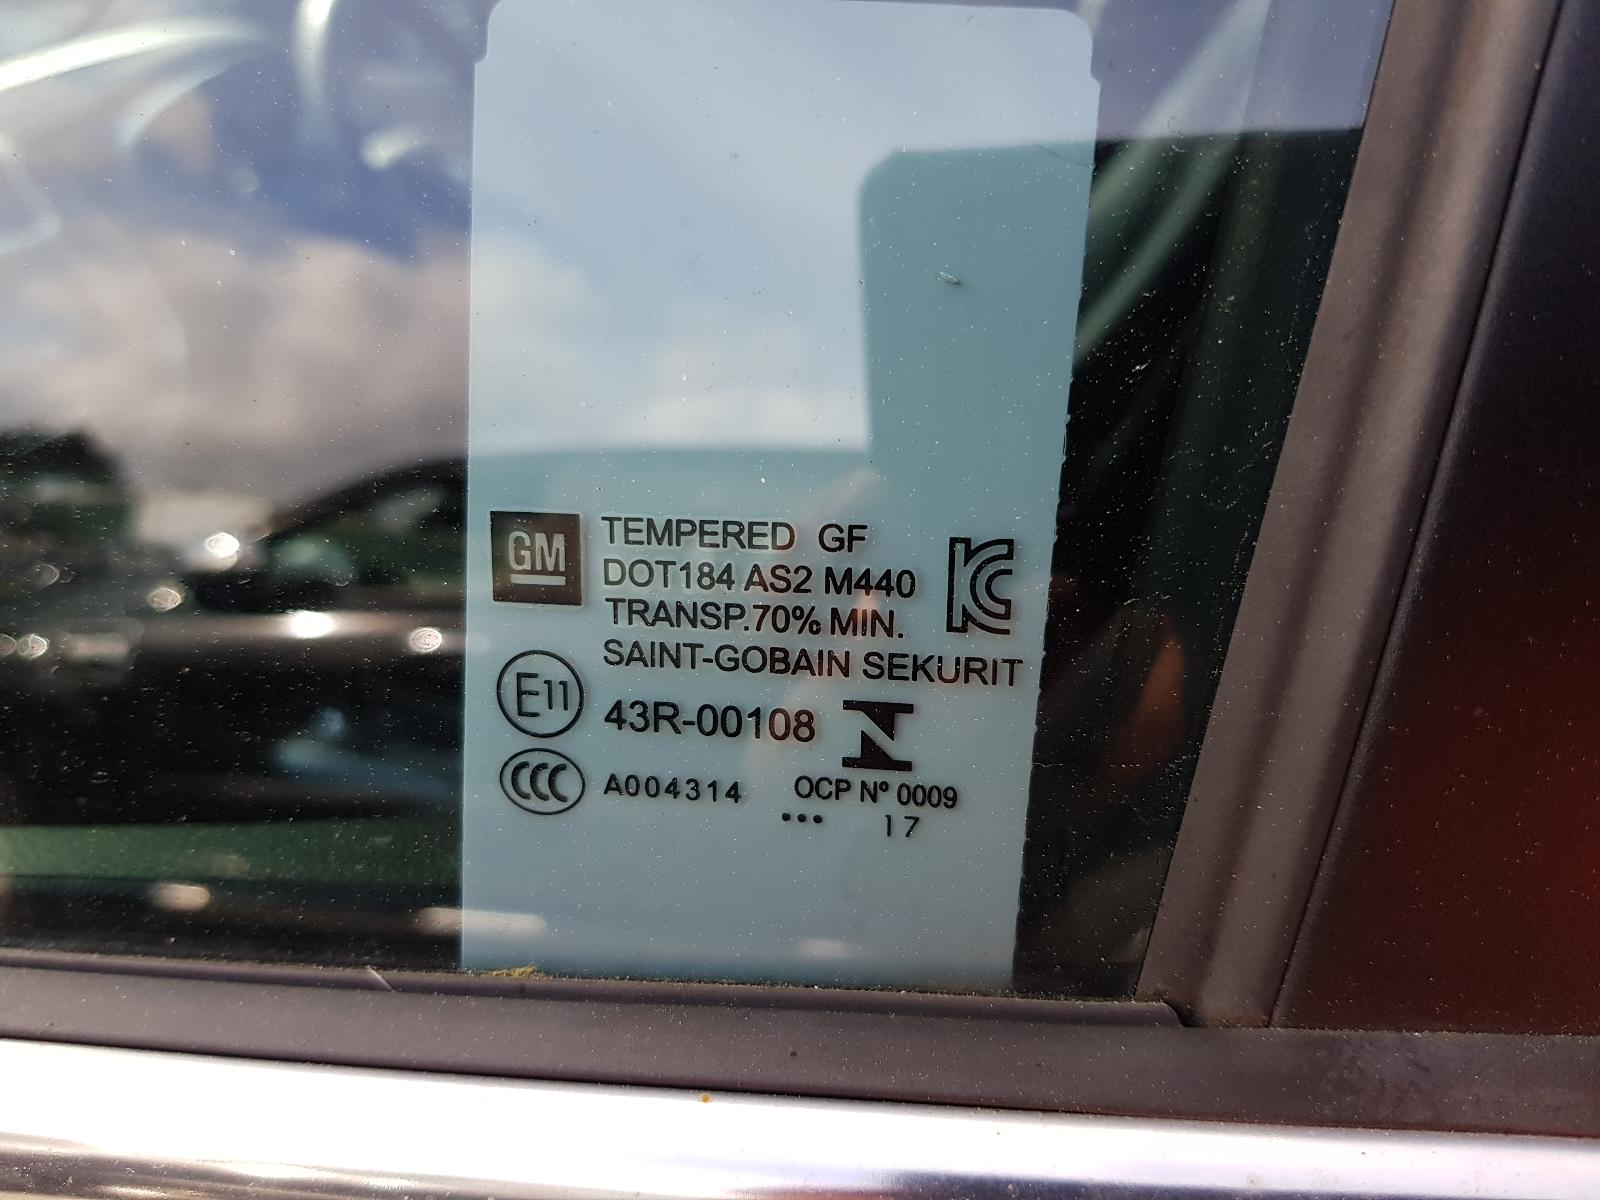 GM TEMPERED GF
DOT184 AS2 M440
TRANSP.70% MIN.
KC
SAINT-GOBAIN SEKURIT
E11 43R-00108 N
CCC A004314 OCP Nº 0009
••• 17